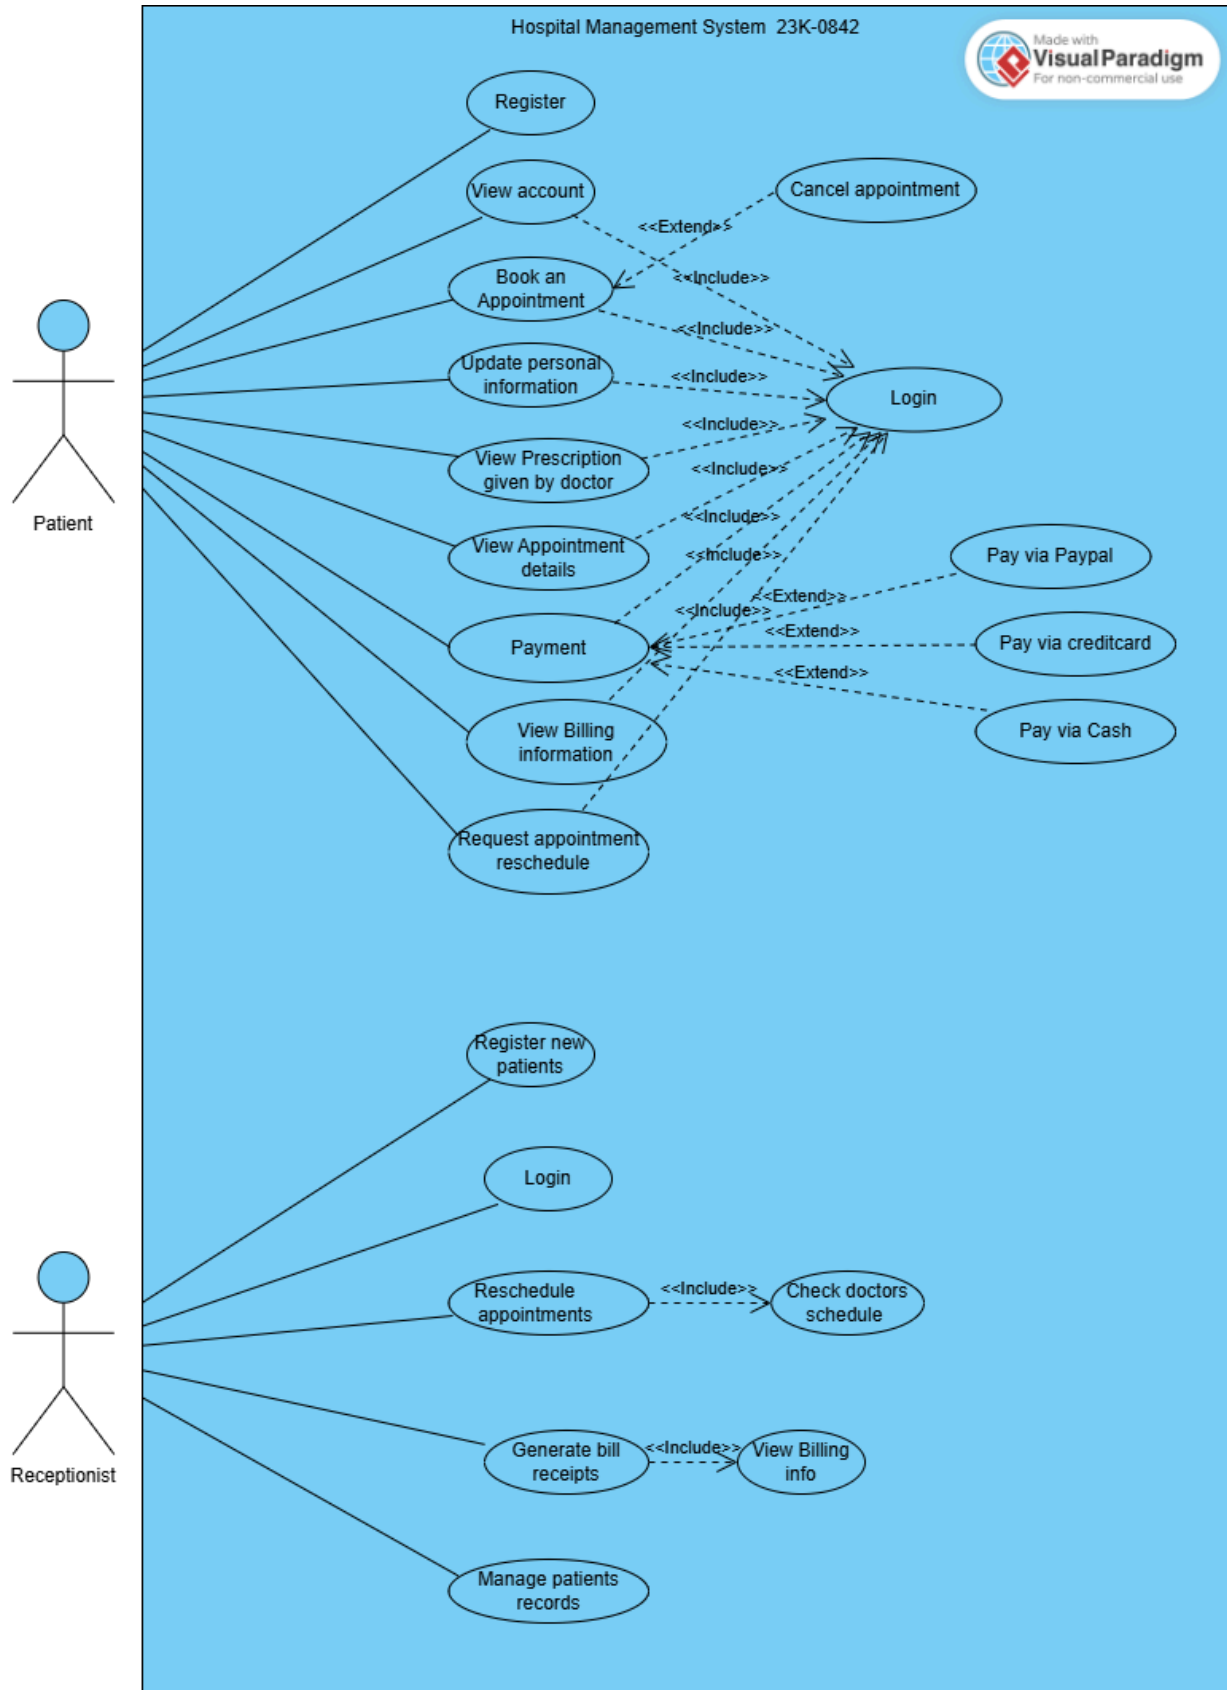 Hospital Management System 23K-0842
Made with
Visual Paradigm
For non-commercial use
Register
View account
Cancel appointment
<<Extend>>
<<Include>>
Book an
Appointment
<<Include>>
Update personal
information
<<Include>>
Login
<<Include>>
View Prescription
given by doctor
<<Include>>
Patient
<<Include>>
View Appointment
details
<<Include>>
Pay via Paypal
<<Extend>>
<<Include>>
Payment
<<Extend>>
Pay via creditcard
<<Extend>>
View Billing
information
Pay via Cash
Request appointment
reschedule
Register new
patients
Login
Reschedule
appointments
<<Include>>
Check doctors
schedule
Receptionist
Generate bill
receipts
<<Include>>
View Billing
info
Manage patients
records